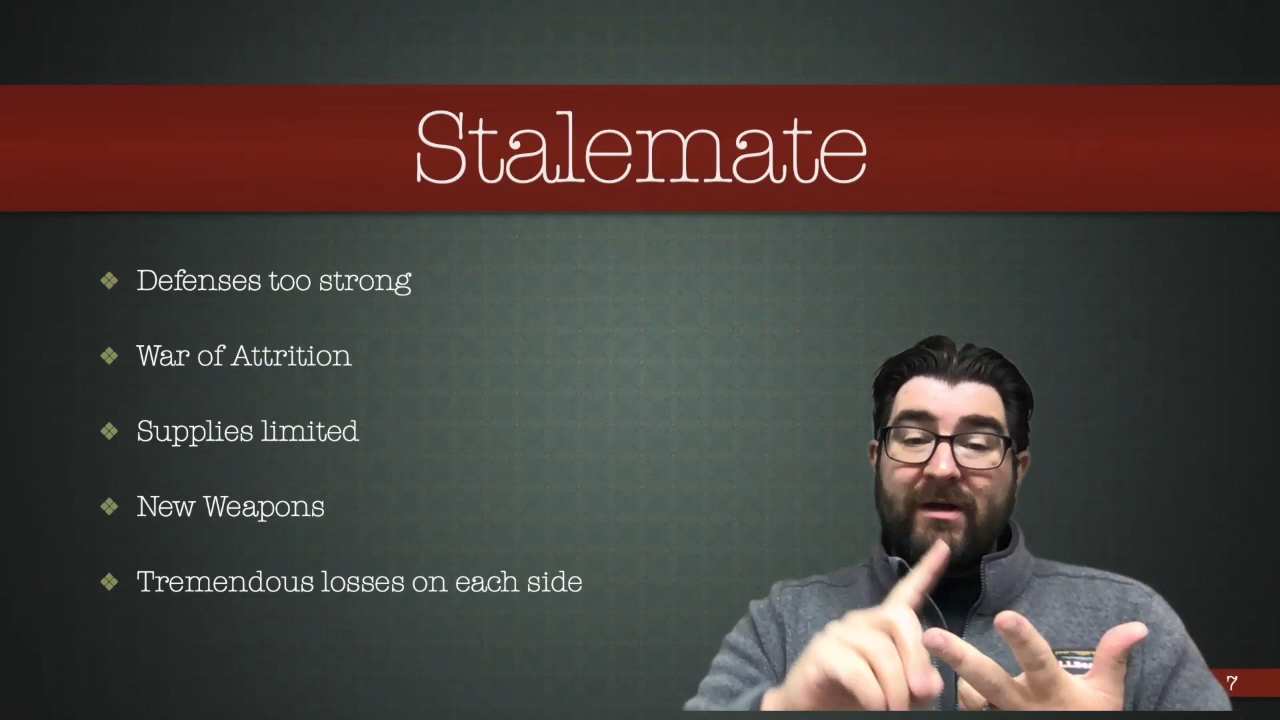 Stalemate
Defenses too strong
War of Attrition
Supplies limited
New Weapons
Tremendous losses on each side
7